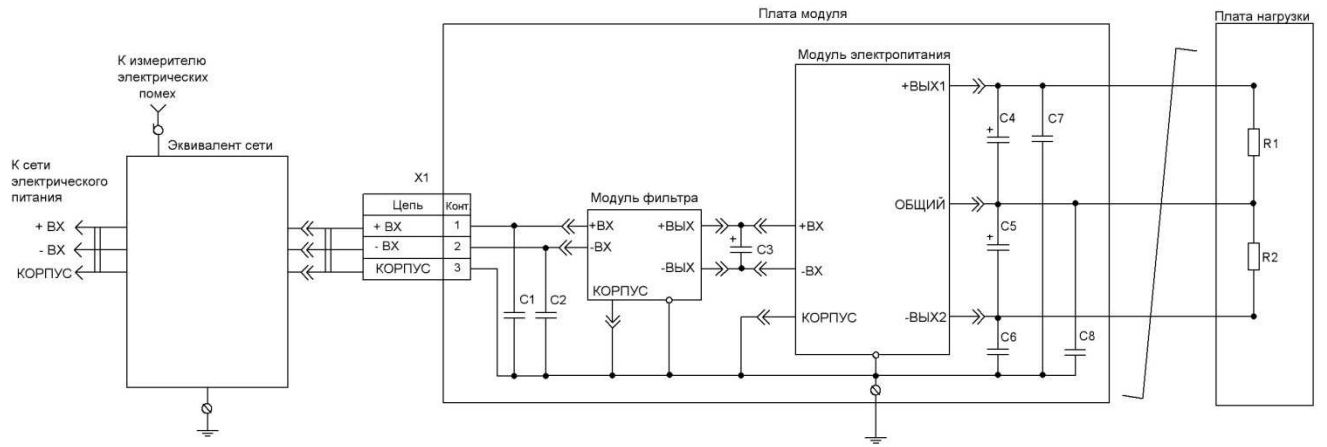 Плата модуля
Плата нагрузки
К измерителю
электрических
помех
Модуль электропитания
+ВЫХ1
C4
+
C7
Эквивалент сети
R1
К сети
электрического
питания
X1
Модуль фильтра
Цепь
Конт.
ОБЩИЙ
+ ВХ
+ ВХ
1
+ВХ
+ВЫХ
+ВХ
+
C5
- ВХ
- ВХ
2
-ВХ
+
C3
R2
КОРПУС
КОРПУС
3
-ВЫХ
-ВХ
C1
C2
КОРПУС
КОРПУС
-ВЫХ2
C6
C8